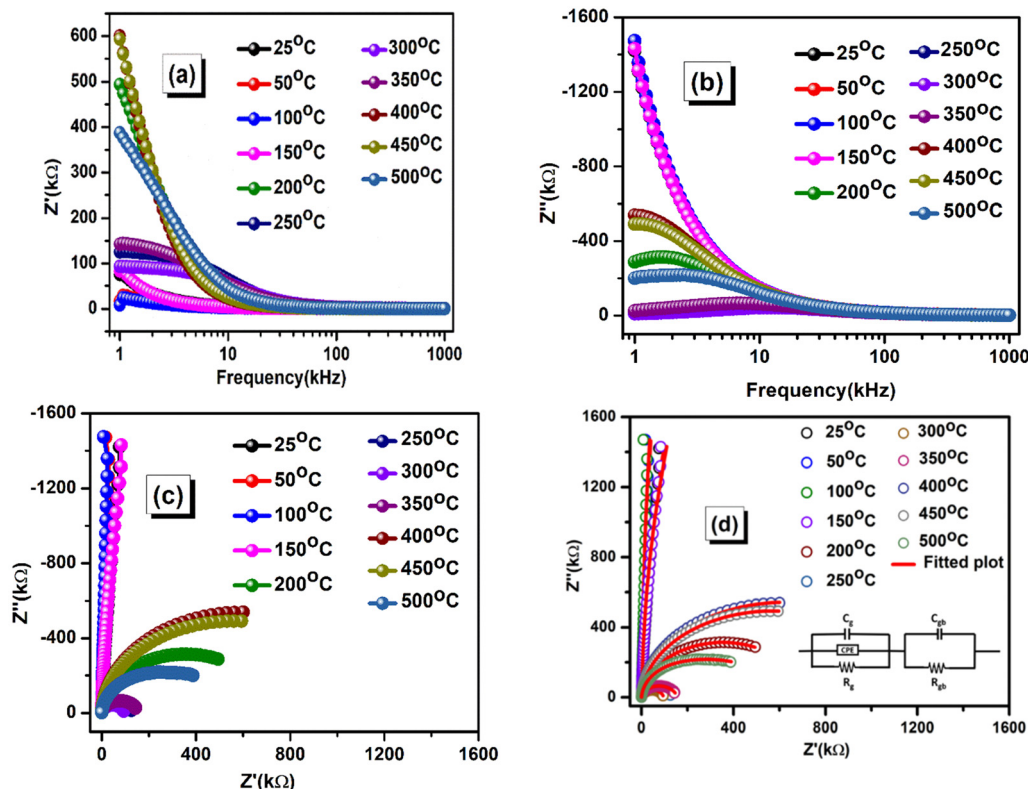 600
500
400
300
200
100
0
Z'(kΩ)
(a)
25°C
50°C
100°C
150°C
200°C
250°C
300°C
350°C
400°C
450°C
500°C
1 10 100 1000
Frequency(kHz)
-1600
-1200
-800
-400
0
Z"(kΩ)
(b)
25°C
50°C
100°C
150°C
200°C
250°C
300°C
350°C
400°C
450°C
500°C
1 10 100 1000
Frequency(kHz)
-1600
-1200
-800
-400
0
Z"(kΩ)
(c)
25°C
50°C
100°C
150°C
200°C
250°C
300°C
350°C
400°C
450°C
500°C
0 400 800 1200 1600
Z'(kΩ)
1600
1400
1200
1000
800
600
400
200
0
Z"(kΩ)
(d)
25°C
50°C
100°C
150°C
200°C
250°C
300°C
350°C
400°C
450°C
500°C
Fitted plot
Cg
CPE
Rg
Cgb
Rgb
0 400 800 1200 1600
Z'(kΩ)